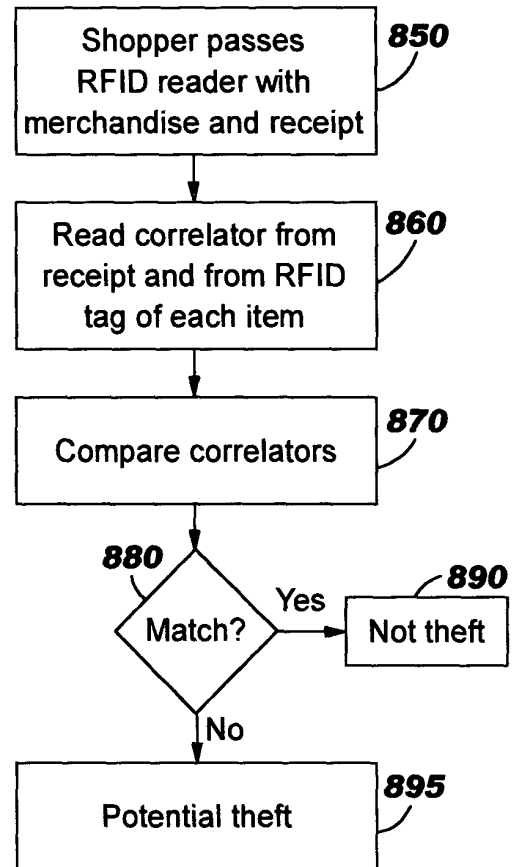 Shopper passes
RFID reader with
merchandise and receipt
850
Read correlator from
receipt and from RFID
tag of each item
860
Compare correlators
870
880
Match?
Yes
890
Not theft
No
Potential theft
895